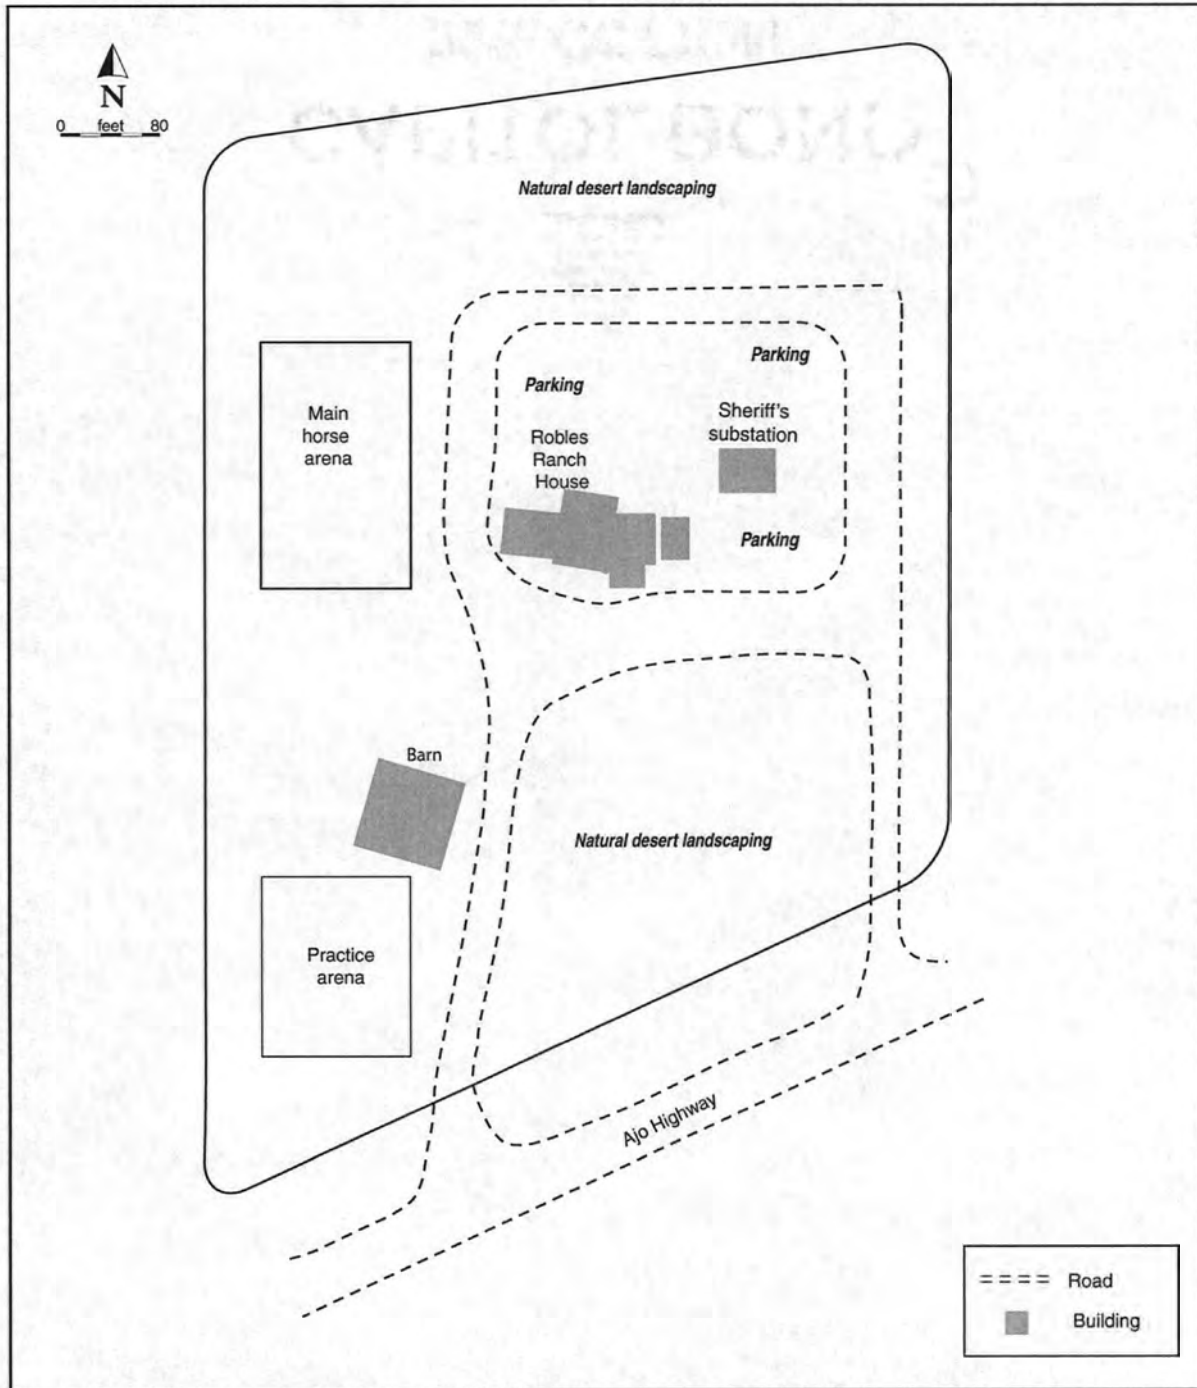 N
0 feet 80
Natural desert landscaping
Parking
Parking
Main
horse
arena
Sheriff's
substation
Robles
Ranch
House
Parking
Barn
Natural desert landscaping
Practice
arena
Ajo Highway
Road
Building